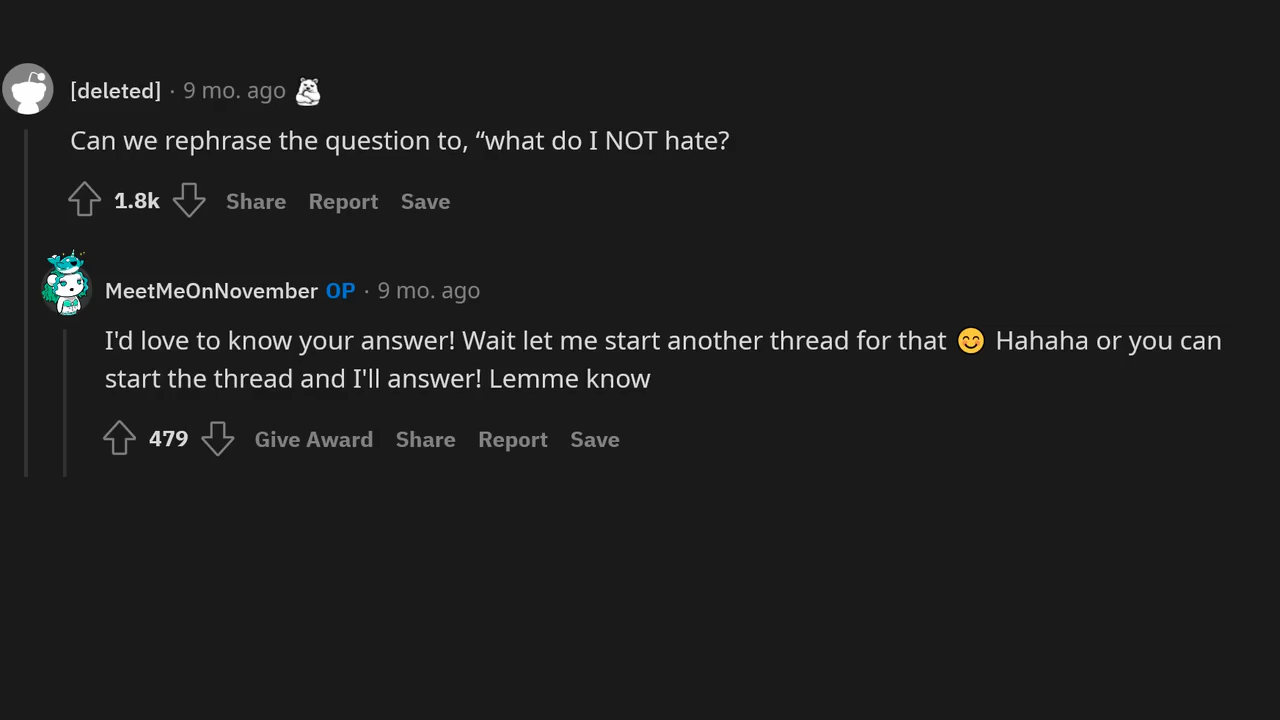 [deleted] · 9 mo. ago
Can we rephrase the question to, “what do I NOT hate?
1.8k Share Report Save
MeetMeOnNovember OP · 9 mo. ago
I'd love to know your answer! Wait let me start another thread for that 😊 Hahaha or you can
start the thread and I'll answer! Lemme know
479 Give Award Share Report Save